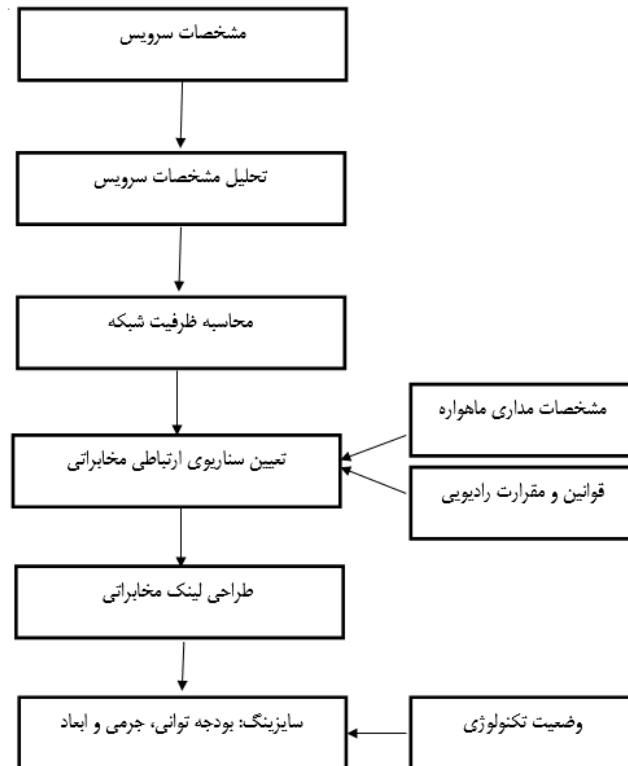 مشخصات سرویس
تحلیل مشخصات سرویس
محاسبه ظرفیت شبکه
مشخصات مداری ماهواره
تعیین سناریوی ارتباطی مخابراتی
قوانین و مقرارت رادیویی
طراحی لینک مخابراتی
سایزینگ: بودجه توانی، جرمی و ابعاد
وضعیت تکنولوژی